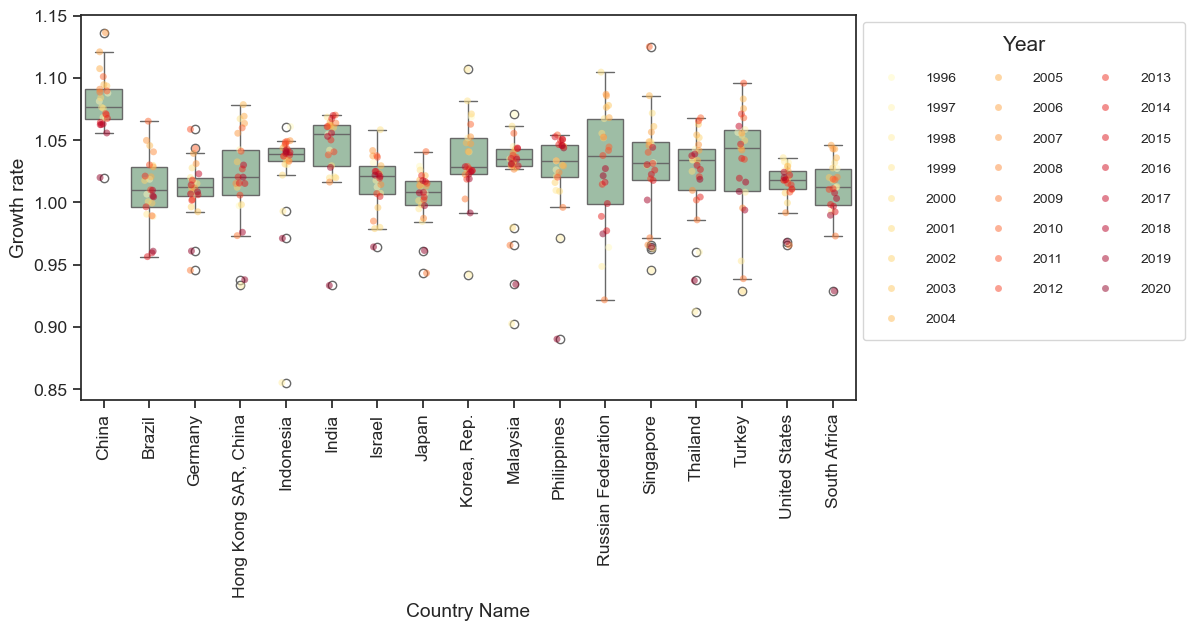 1.15
1.10
1.05
1.00
0.95
0.90
0.85
Growth rate
China
Brazil
Germany
Hong Kong SAR, China
Indonesia
India
Israel
Japan
Korea, Rep.
Malaysia
Philippines
Russian Federation
Singapore
Thailand
Turkey
United States
South Africa
Country Name
Year
1996
1997
1998
1999
2000
2001
2002
2003
2004
2005
2006
2007
2008
2009
2010
2011
2012
2013
2014
2015
2016
2017
2018
2019
2020